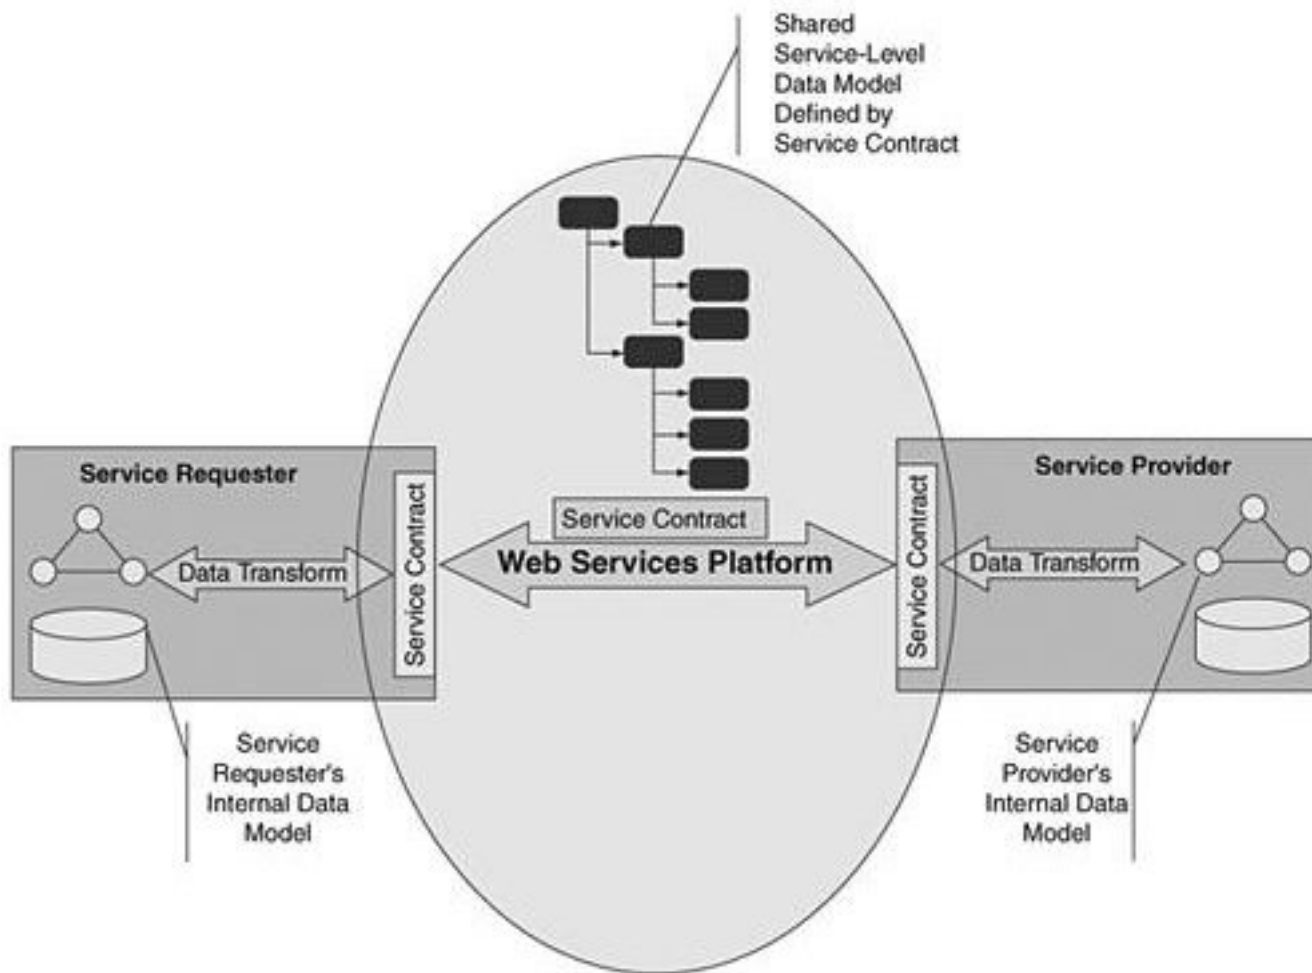 Shared
Service-Level
Data Model
Defined by
Service Contract
Service Requester
Data Transform
Service Contract
Service Contract
Web Services Platform
Service Contract
Service Provider
Data Transform
Service
Requester's
Internal Data
Model
Service
Provider's
Internal Data
Model